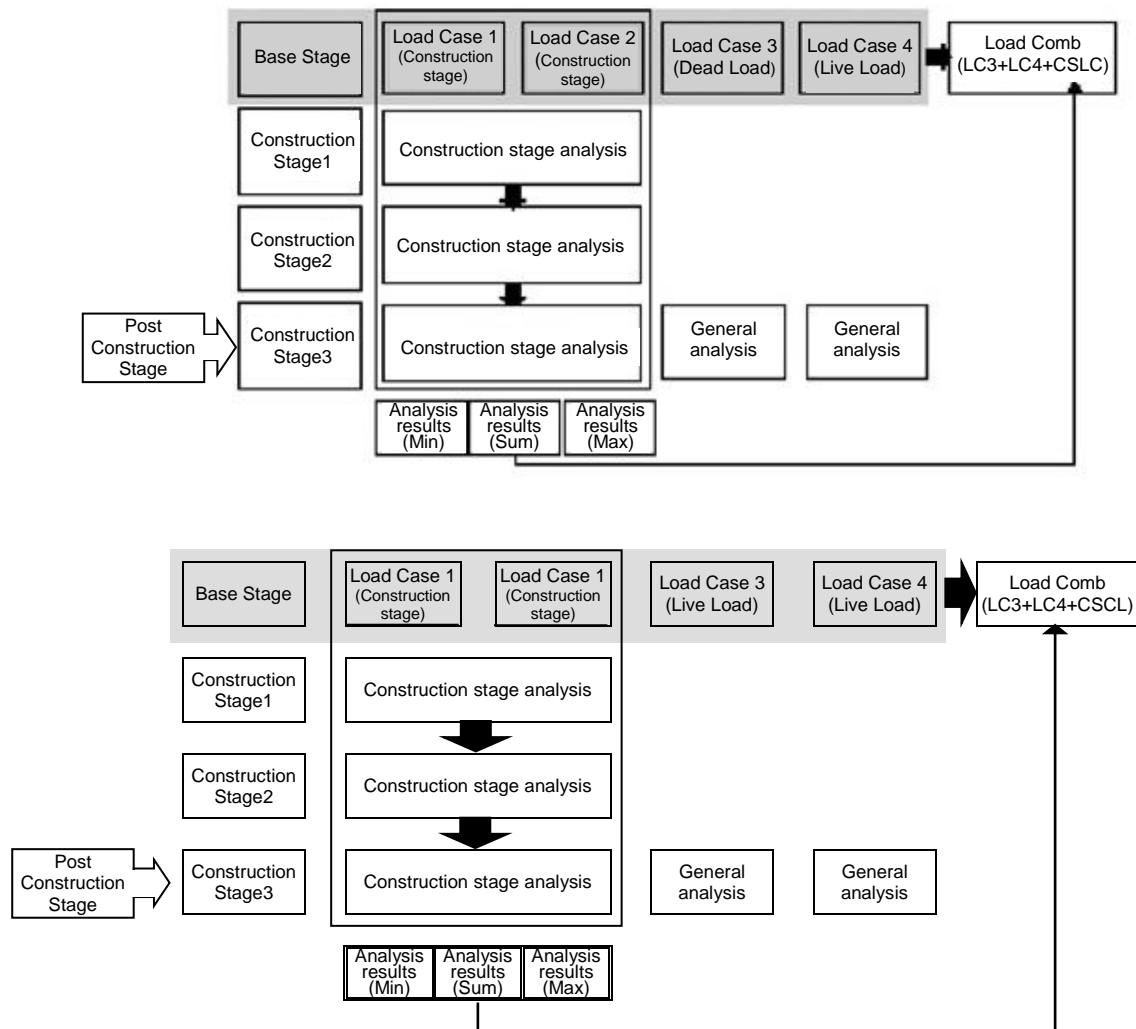 Base Stage
Load Case 1
(Construction
stage)
Load Case 2
(Construction
stage)
Load Case 3
(Dead Load)
Load Case 4
(Live Load)
Load Comb
(LC3+LC4+CSLC)
Construction
Stage1
Construction stage analysis
Construction
Stage2
Construction stage analysis
Post
Construction
Stage
Construction
Stage3
Construction stage analysis
General
analysis
General
analysis
Analysis
results
(Min)
Analysis
results
(Sum)
Analysis
results
(Max)
Base Stage
Load Case 1
(Construction
stage)
Load Case 1
(Construction
stage)
Load Case 3
(Live Load)
Load Case 4
(Live Load)
Load Comb
(LC3+LC4+CSCL)
Construction
Stage1
Construction stage analysis
Construction
Stage2
Construction stage analysis
Post
Construction
Stage
Construction
Stage3
Construction stage analysis
General
analysis
General
analysis
Analysis
results
(Min)
Analysis
results
(Sum)
Analysis
results
(Max)